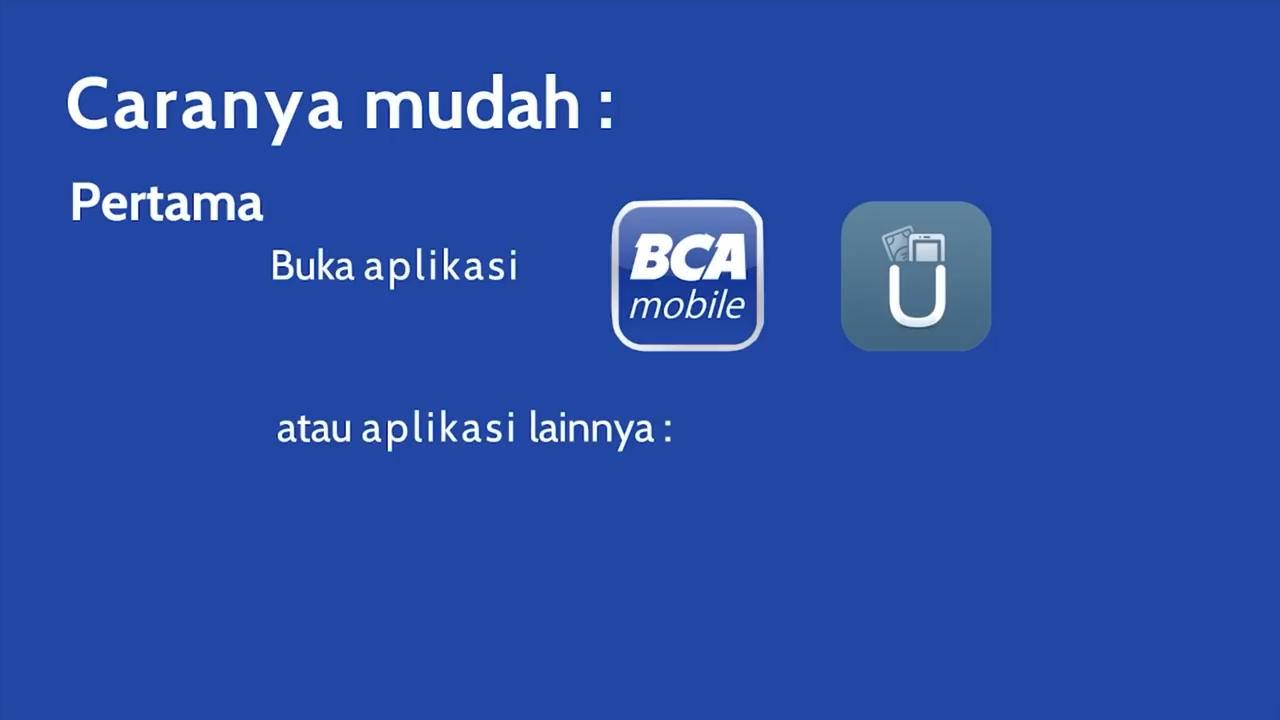 Caranya mudah :
Pertama
Buka aplikasi
BCA
mobile
U
atau aplikasi lainnya :